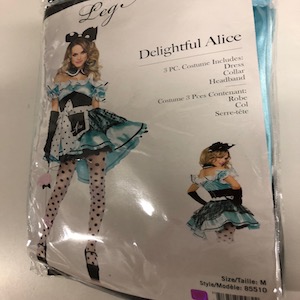 Leg
Delightful Alice
3 PC. Costume Includes:
Dress
Collar
Headband
Costume 3 Pces Contenant:
Robe
Col
Serre-tête
Size/Taille: M
Style/Modèle: 85510